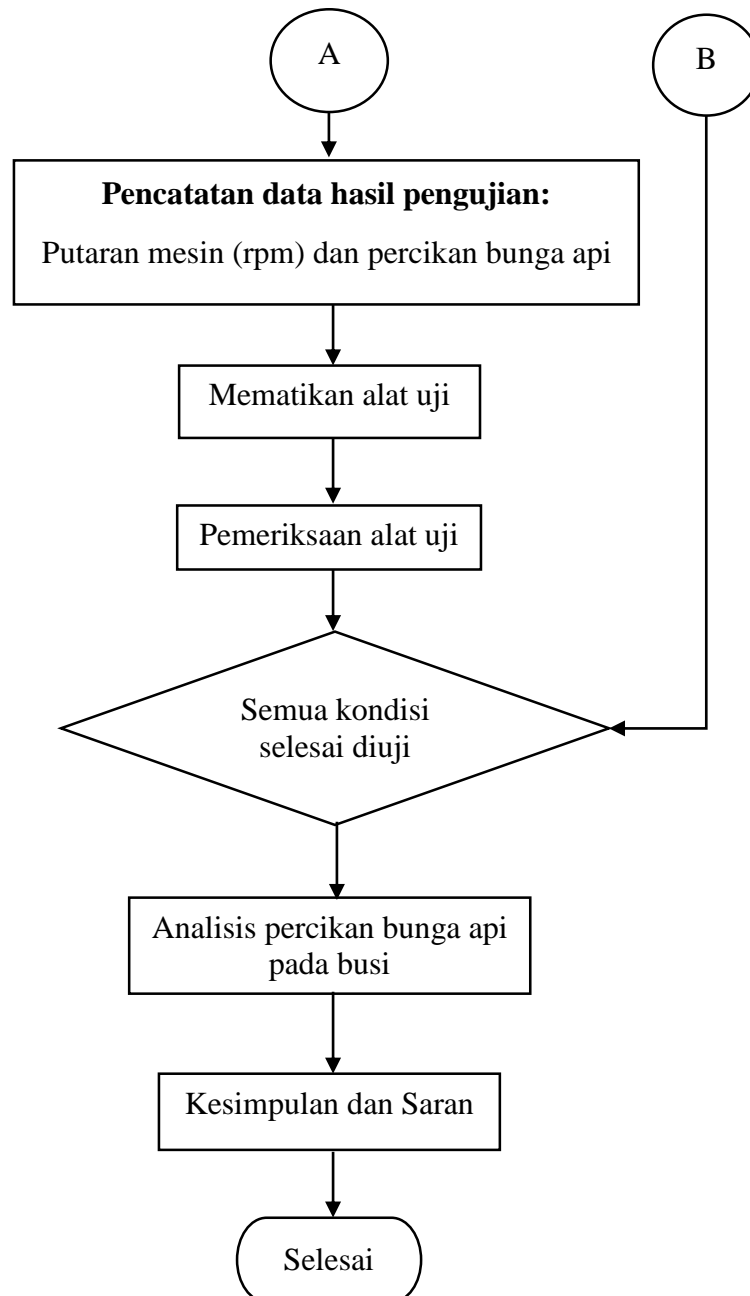 A
B
Pencatatan data hasil pengujian:
Putaran mesin (rpm) dan percikan bunga api
Mematikan alat uji
Pemeriksaan alat uji
Semua kondisi
selesai diuji
Analisis percikan bunga api
pada busi
Kesimpulan dan Saran
Selesai